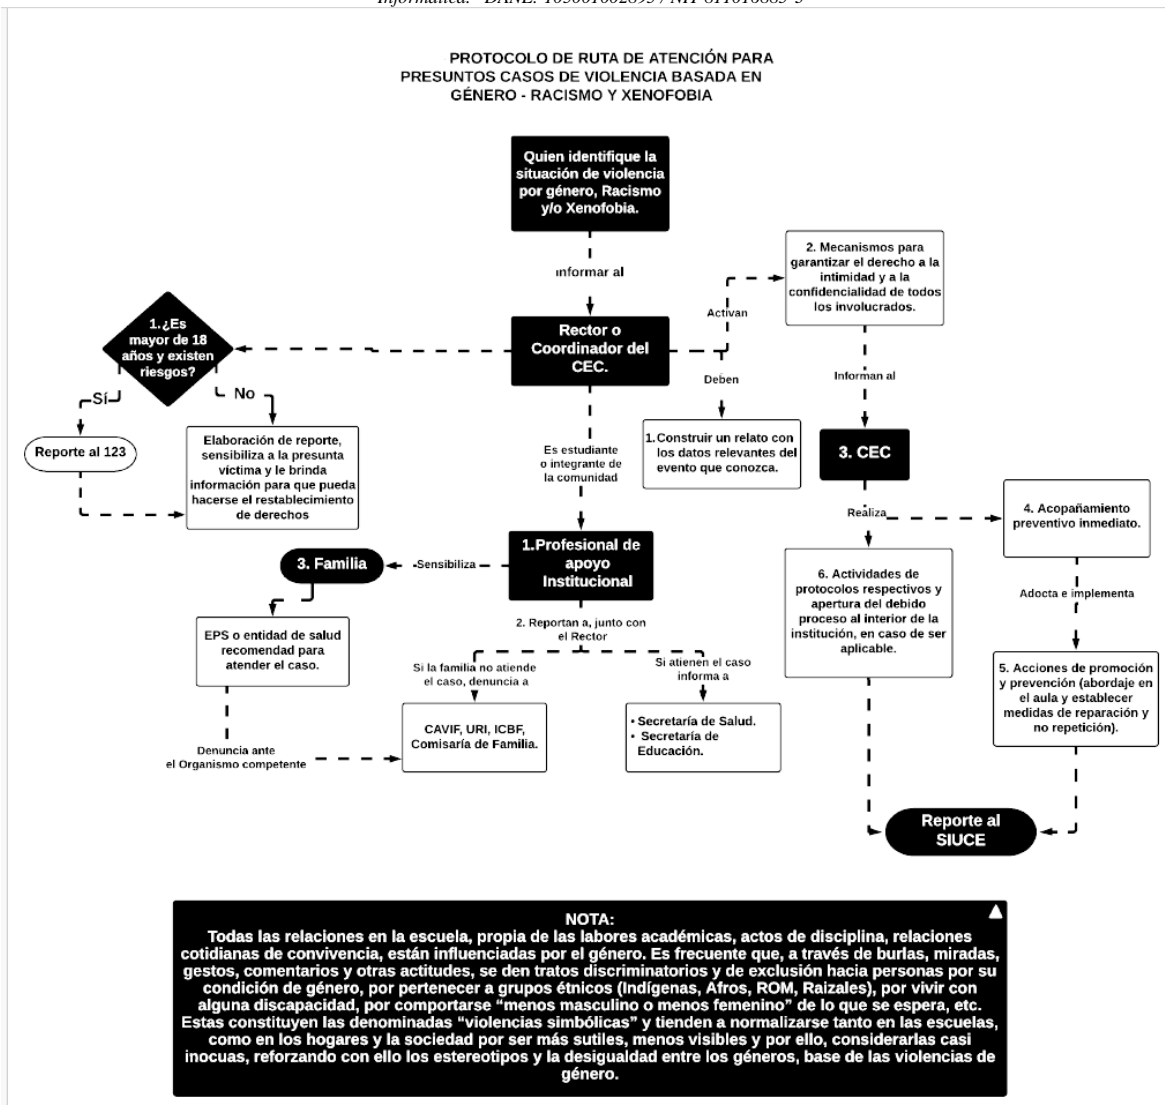 PROTOCOLO DE RUTA DE ATENCIÓN PARA
PRESUNTOS CASOS DE VIOLENCIA BASADA EN
GÉNERO - RACISMO Y XENOFOBIA
Quien identifique la
situación de violencia
por género, Racismo
y/o Xenofobia.
informar al
Rector o
Coordinador del
CEC.
Activan
2. Mecanismos para
garantizar el derecho a la
intimidad y a la
confidencialidad de todos
los involucrados.
Deben
1.Construir un relato con
los datos relevantes del
evento que conozca.
Informan al
3. CEC
Realiza
4. Acopañamiento
preventivo inmediato.
Adocta e implementa
5. Acciones de promoción
y prevención (abordaje en
el aula y establecer
medidas de reparación y
no repetición).
6. Actividades de
protocolos respectivos y
apertura del debido
proceso al interior de la
institución, en caso de ser
aplicable.
Reporte al
SIUCE
1.¿Es
mayor de 18
años y existen
riesgos?
Sí
No
Reporte al 123
Elaboración de reporte,
sensibiliza a la presunta
víctima y le brinda
información para que pueda
hacerse el restablecimiento
de derechos
Es estudiante
o integrante de
la comunidad
1.Profesional de
apoyo
Institucional
Sensibiliza
3. Familia
EPS o entidad de salud
recomendad para
atender el caso.
Denuncia ante
el Organismo competente
2. Reportan a, junto con
el Rector
Si la familia no atiende
el caso, denuncia a
CAVIF, URI, ICBF,
Comisaría de Familia.
Si atienen el caso
informa a
• Secretaría de Salud.
• Secretaría de
Educación.
NOTA:
Todas las relaciones en la escuela, propia de las labores académicas, actos de disciplina, relaciones
cotidianas de convivencia, están influenciadas por el género. Es frecuente que, a través de burlas, miradas,
gestos, comentarios y otras actitudes, se den tratos discriminatorios y de exclusión hacia personas por su
condición de género, por pertenecer a grupos étnicos (Indígenas, Afros, ROM, Raizales), por vivir con
alguna discapacidad, por comportarse “menos masculino o menos femenino” de lo que se espera, etc.
Estas constituyen las denominadas “violencias simbólicas” y tienden a normalizarse tanto en las escuelas,
como en los hogares y la sociedad por ser más sutiles, menos visibles y por ello, considerarlas casi
inocuas, reforzando con ello los estereotipos y la desigualdad entre los géneros, base de las violencias de
género.